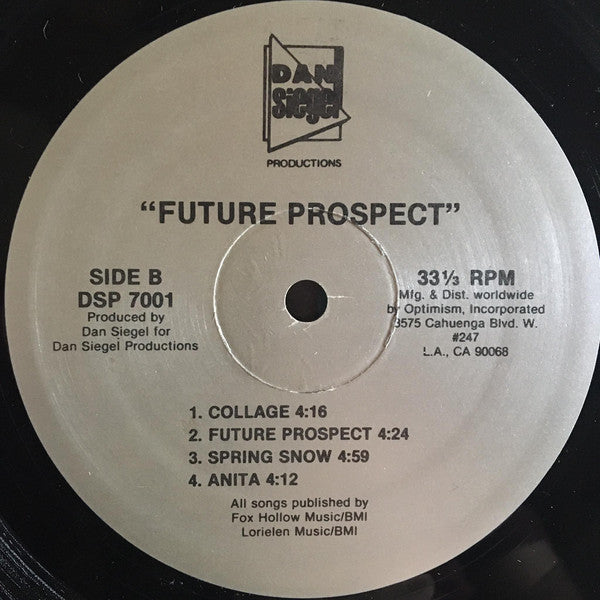 DAN
Siegel
PRODUCTIONS
"FUTURE PROSPECT"
SIDE B
DSP 7001
Produced by
Dan Siegel for
Dan Siegel Productions
33⅓ RPM
Mfg. & Dist. worldwide
by Optimism, Incorporated
3575 Cahuenga Blvd. W.
#247
L.A., CA 90068
1. COLLAGE 4:16
2. FUTURE PROSPECT 4:24
3. SPRING SNOW 4:59
4. ANITA 4:12
All songs published by
Fox Hollow Music/BMI
Lorielen Music/BMI